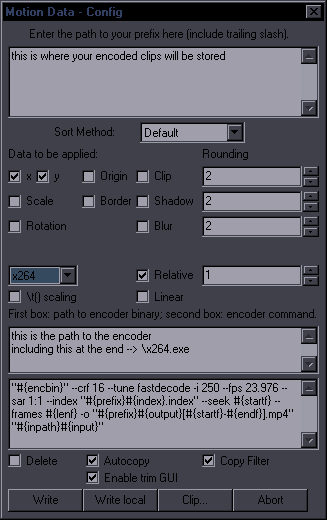 Motion Data - Config
Enter the path to your prefix here (include trailing slash).
this is where your encoded clips will be stored
Sort Method: Default
Data to be applied: Rounding
x y Origin Clip 2
Scale Border Shadow 2
Rotation Blur 2
x264 Relative 1
\t() scaling Linear
First box: path to encoder binary; second box: encoder command.
this is the path to the encoder
including this at the end --> \x264.exe
"#{encbin}" --crf 16 --tune fastdecode -i 250 --fps 23.976 --
sar 1:1 --index "#{prefix}#{index}.index" --seek #{startf} --
frames #{lenf} -o "#{prefix}#{output}[#{startf}-#{endf}].mp4"
"#{inpath}#{input}"
Delete Autocopy Copy Filter
Enable trim GUI
Write Write local Clip... Abort